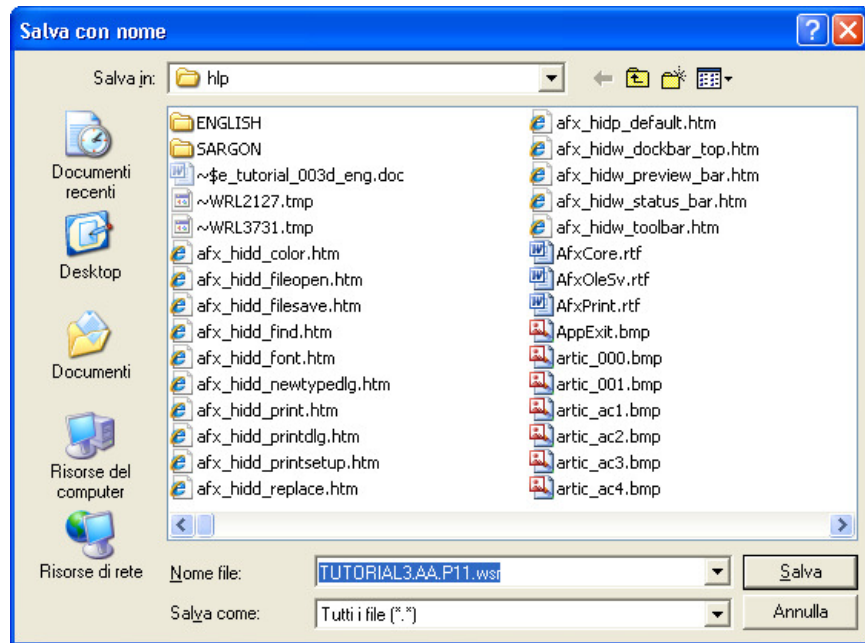 Salva con nome
Salva in:
hlp
Documenti
recenti
Desktop
Documenti
Risorse del
computer
Risorse di rete
ENGLISH
SARGON
~$e_tutorial_003d_eng.doc
~WRL2127.tmp
~WRL3731.tmp
afx_hidd_color.htm
afx_hidd_fileopen.htm
afx_hidd_filesave.htm
afx_hidd_find.htm
afx_hidd_font.htm
afx_hidd_newtypedlg.htm
afx_hidd_print.htm
afx_hidd_printdlg.htm
afx_hidd_printsetup.htm
afx_hidd_replace.htm
afx_hidp_default.htm
afx_hidw_dockbar_top.htm
afx_hidw_preview_bar.htm
afx_hidw_status_bar.htm
afx_hidw_toolbar.htm
AfxCore.rtf
AfxOleSv.rtf
AfxPrint.rtf
AppExit.bmp
artic_000.bmp
artic_001.bmp
artic_ac1.bmp
artic_ac2.bmp
artic_ac3.bmp
artic_ac4.bmp
Nome file:
TUTORIAL3.AA.P11.wsr
Salva
Salva come:
Tutti i file (*.*)
Annulla